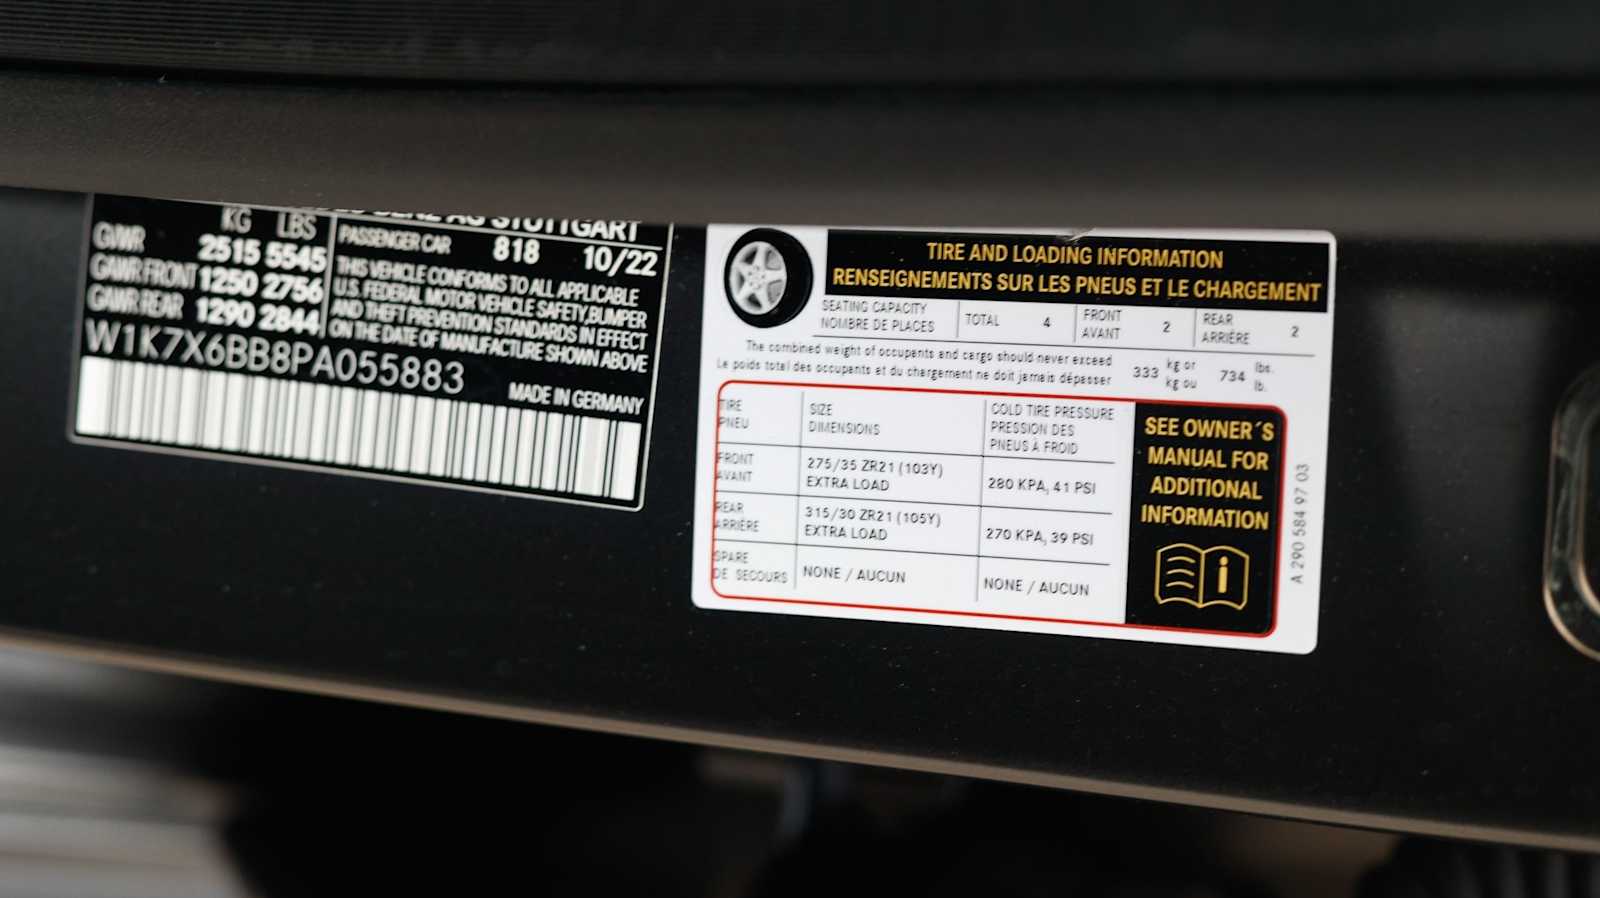 BENZ AG STUTTGART
KG LBS
GVWR 2515 5545
GAWR FRONT 1250 2756
GAWR REAR 1290 2844
PASSENGER CAR 818 10/22
THIS VEHICLE CONFORMS TO ALL APPLICABLE
U.S. FEDERAL MOTOR VEHICLE SAFETY,BUMPER
AND THEFT PREVENTION STANDARDS IN EFFECT
ON THE DATE OF MANUFACTURE SHOWN ABOVE
W1K7X6BB8PA055883
MADE IN GERMANY
TIRE AND LOADING INFORMATION
RENSEIGNEMENTS SUR LES PNEUS ET LE CHARGEMENT
SEATING CAPACITY
NOMBRE DE PLACES
TOTAL 4
FRONT
AVANT
2
REAR
ARRIÈRE
2
The combined weight of occupants and cargo should never exceed
Le poids total des occupants et du chargement ne doit jamais dépasser
333
kg or
kg ou
734
lbs.
lb.
TIRE
PNEU
SIZE
DIMENSIONS
COLD TIRE PRESSURE
PRESSION DES
PNEUS À FROID
FRONT
AVANT
275/35 ZR21 (103Y)
EXTRA LOAD
280 KPA, 41 PSI
REAR
ARRIÈRE
315/30 ZR21 (105Y)
EXTRA LOAD
270 KPA, 39 PSI
SPARE
DE SECOURS
NONE / AUCUN
NONE / AUCUN
SEE OWNER´S
MANUAL FOR
ADDITIONAL
INFORMATION
A 290 584 97 03